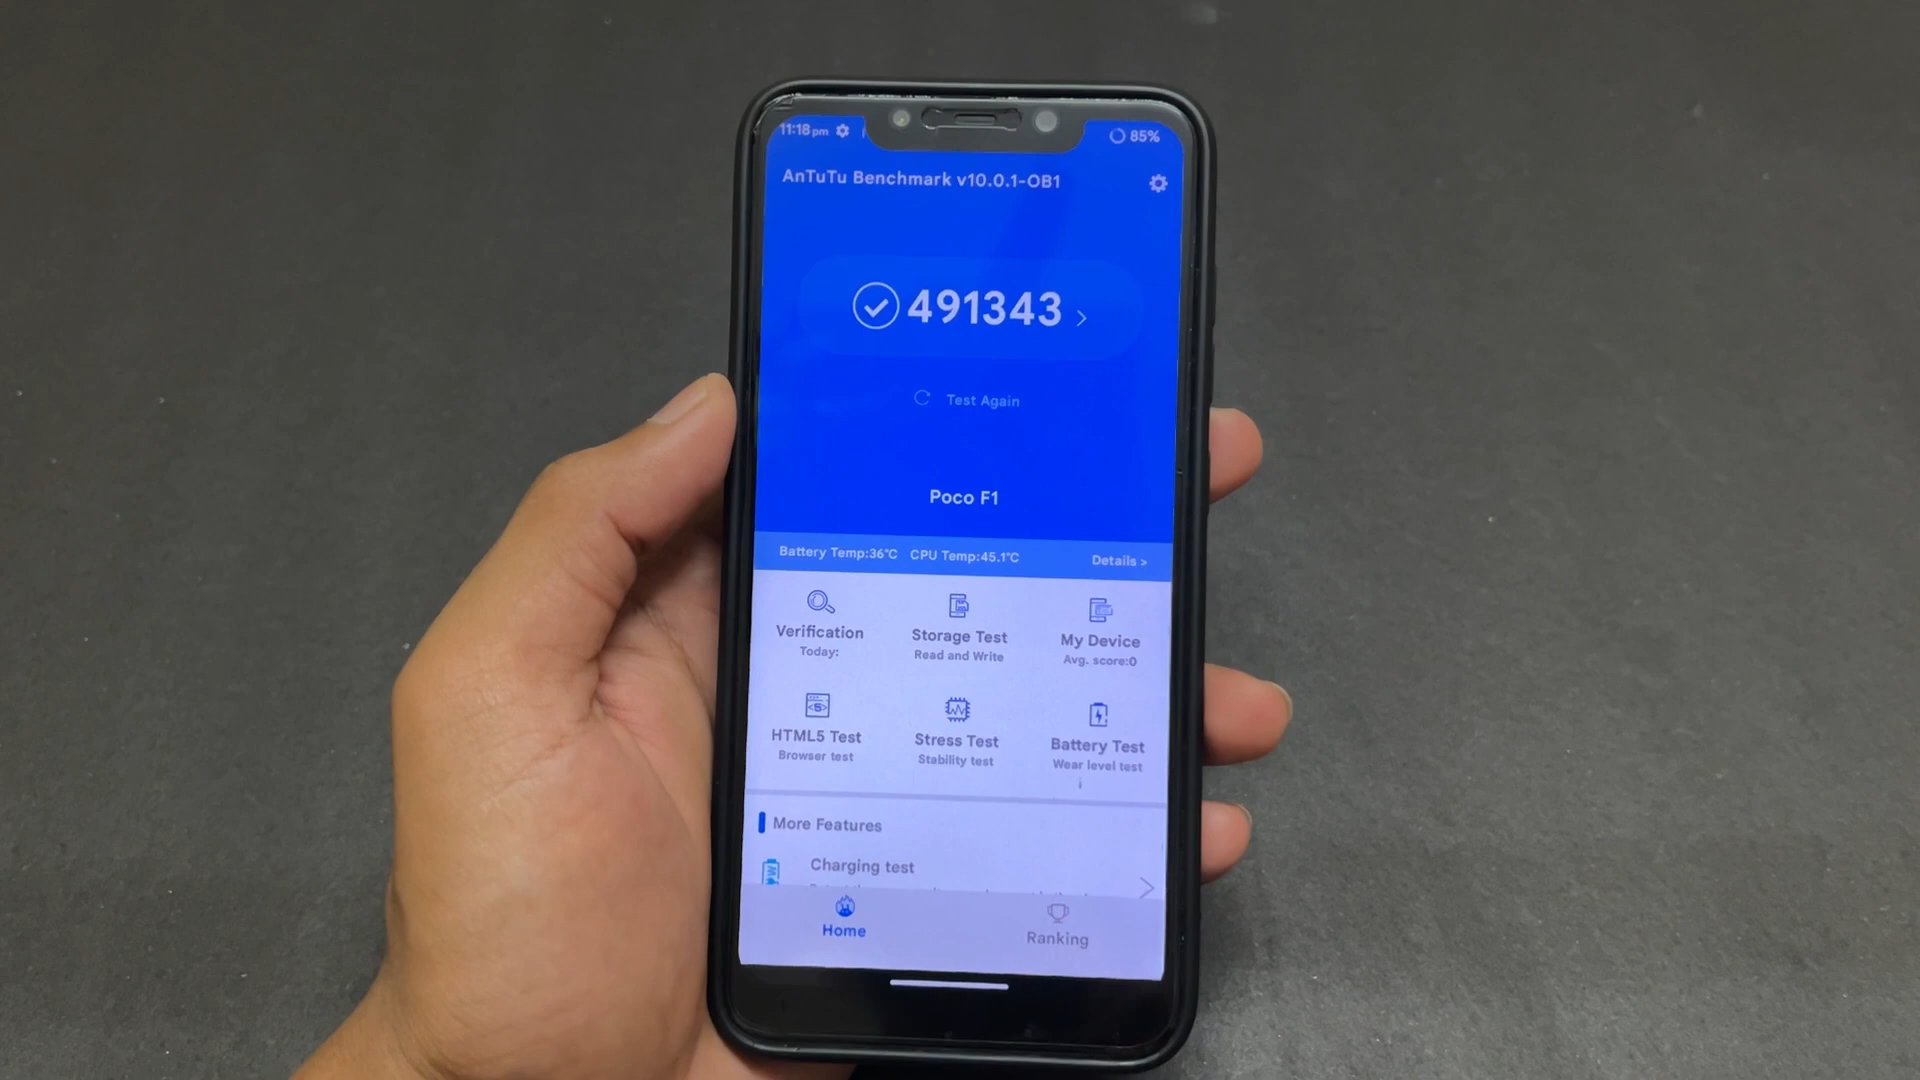 11:18 pm
85%
AnTuTu Benchmark v10.0.1-OB1
491343 >
Test Again
Poco F1
Battery Temp:36°C CPU Temp:45.1°C Details >
Verification
Today:
Storage Test
Read and Write
My Device
Avg. score:0
HTML5 Test
Browser test
Stress Test
Stability test
Battery Test
Wear level test
More Features
Charging test
Home
Ranking